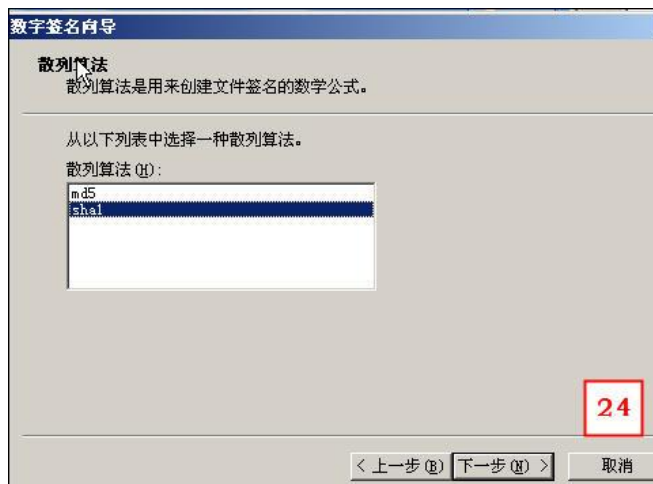 数字签名向导
散列算法
散列算法是用来创建文件签名的数学公式。
从以下列表中选择一种散列算法。
散列算法(H):
md5
sha1
24
< 上一步(B) 下一步(N) > 取消